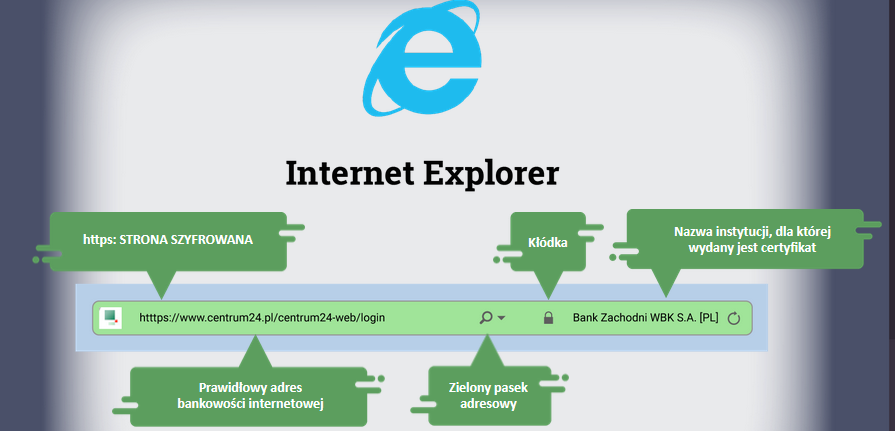 Internet Explorer
https: STRONA SZYFROWANA
Kłódka
Nazwa instytucji, dla której
wydany jest certyfikat
htttps://www.centrum24.pl/centrum24-web/login
Bank Zachodni WBK S.A. [PL]
Prawidłowy adres
bankowości internetowej
Zielony pasek
adresowy